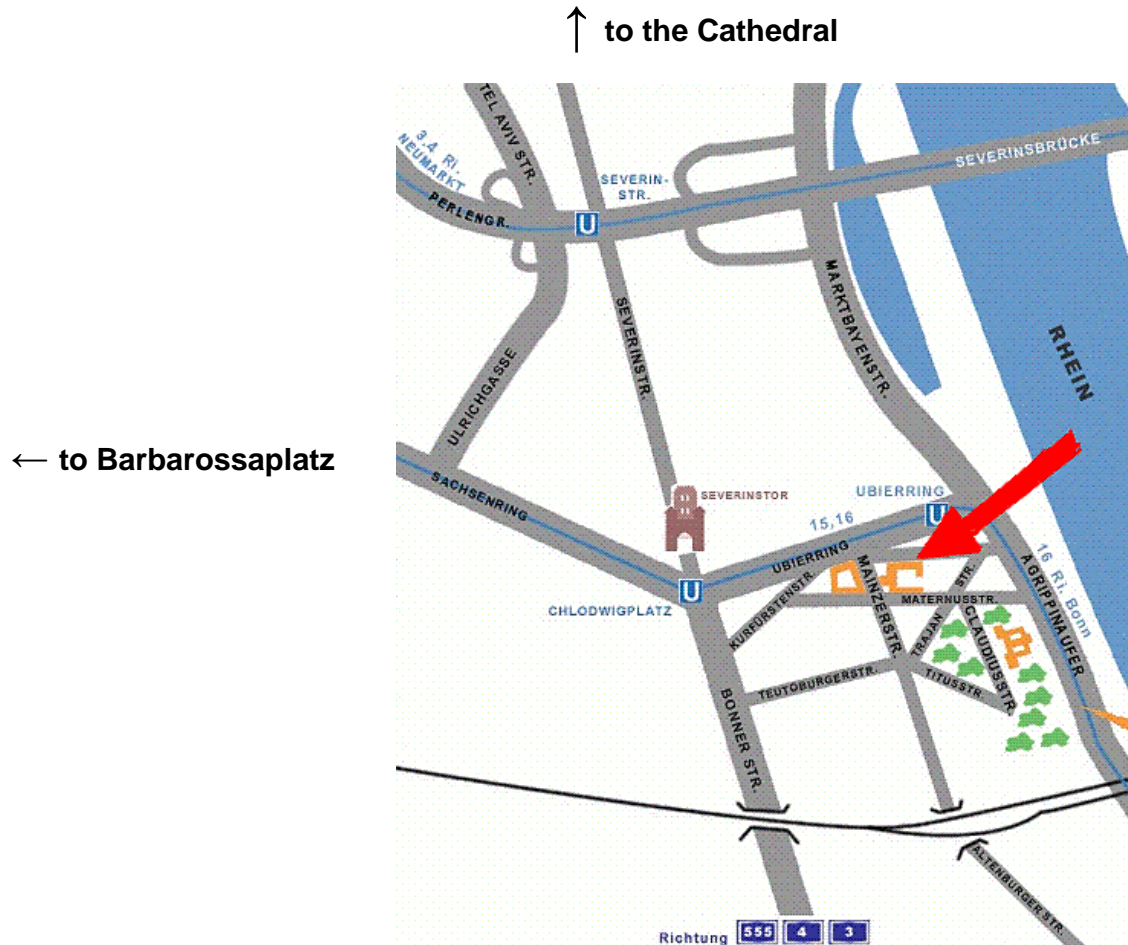 ↑ to the Cathedral
TEL AVIV STR.
3.4 RI.
NEUMARKT
PERLENGR.
SEVERIN-
STR.
U
SEVERINSBRÜCKE
SEVERINSTR.
MARKTBAYENSTR.
RHEIN
ULRICHGASSE
← to Barbarossaplatz
SACHSENRING
SEVERINSTOR
UBIERRING
U
15,16
UBIERRING
U
CHLODWIGPLATZ
KURFÜRSTENSTR.
MAINZERSTR.
MATERNUSSTR.
TRAJAN STR.
CLAUDIUSSTR.
AGRIPPINAUFER
16 Ri. Bonn
TEUTOBURGERSTR.
TITUSSTR.
BONNER STR.
ALTENBURGER STR.
Richtung 555 4 3